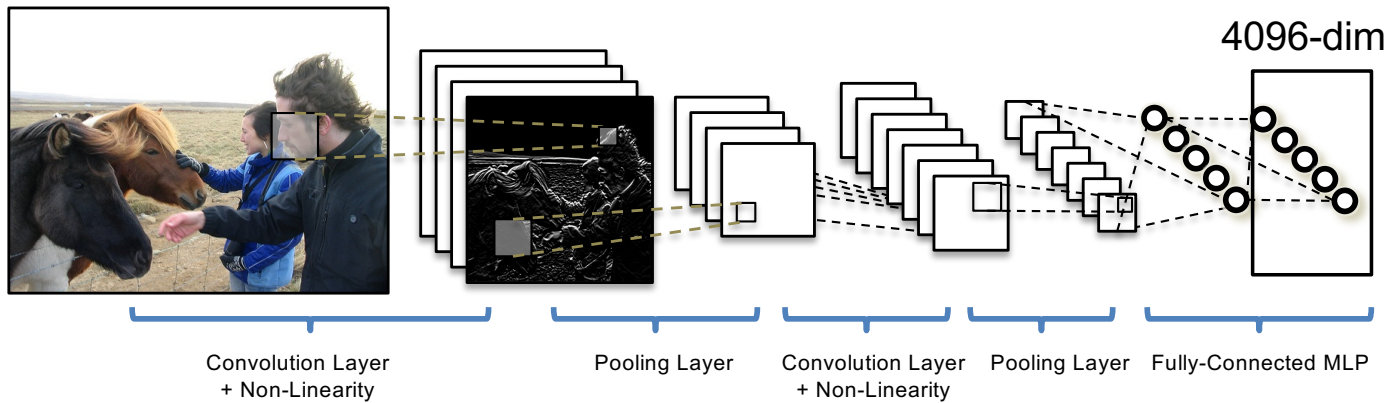 4096-dim
Convolution Layer
+ Non-Linearity
Pooling Layer
Convolution Layer
+ Non-Linearity
Pooling Layer
Fully-Connected MLP